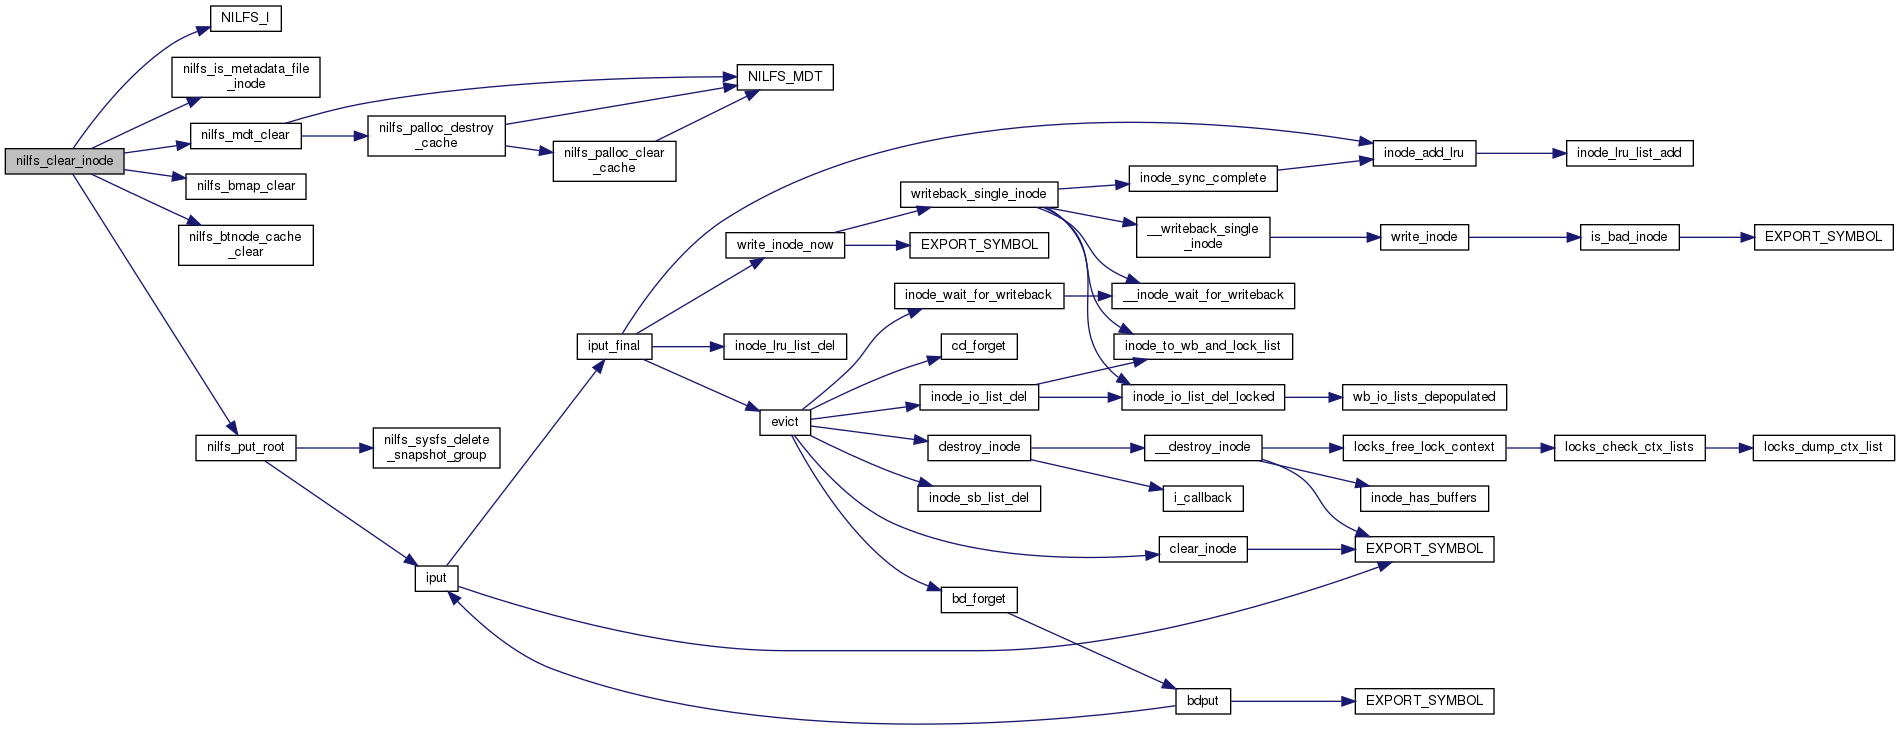 NILFS_I
nilfs_is_metadata_file
_inode
NILFS_MDT
nilfs_mdt_clear
nilfs_palloc_destroy
_cache
nilfs_palloc_clear
_cache
inode_add_lru
inode_lru_list_add
nilfs_clear_inode
nilfs_bmap_clear
inode_sync_complete
writeback_single_inode
nilfs_btnode_cache
_clear
write_inode_now
EXPORT_SYMBOL
__writeback_single
_inode
write_inode
is_bad_inode
EXPORT_SYMBOL
inode_wait_for_writeback
__inode_wait_for_writeback
iput_final
inode_lru_list_del
cd_forget
inode_to_wb_and_lock_list
inode_io_list_del
inode_io_list_del_locked
wb_io_lists_depopulated
evict
nilfs_put_root
nilfs_sysfs_delete
_snapshot_group
destroy_inode
__destroy_inode
locks_free_lock_context
locks_check_ctx_lists
locks_dump_ctx_list
inode_sb_list_del
i_callback
inode_has_buffers
clear_inode
EXPORT_SYMBOL
iput
bd_forget
bdput
EXPORT_SYMBOL